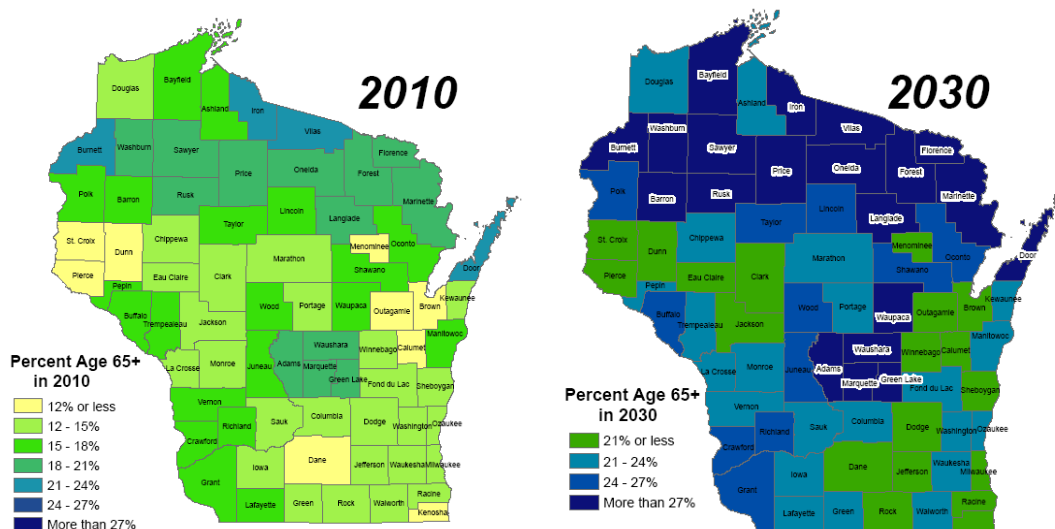 2010
Douglas
Bayfield
Ashland
Iron
Vilas
Burnett
Washburn
Sawyer
Price
Oneida
Florence
Forest
Marinette
Polk
Barron
Rusk
Taylor
Lincoln
Langlade
Oconto
Door
St. Croix
Dunn
Chippewa
Marathon
Menominee
Shawano
Pierce
Pepin
Eau Claire
Clark
Buffalo
Trempealeau
Jackson
Wood
Portage
Waupaca
Outagamie
Brown
Kewaunee
Manitowoc
La Crosse
Monroe
Juneau
Adams
Waushara
Marquette
Green Lake
Winnebago
Calumet
Fond du Lac
Sheboygan
Vernon
Crawford
Richland
Sauk
Columbia
Dodge
Washington
Ozaukee
Grant
Iowa
Dane
Jefferson
Waukesha
Milwaukee
Lafayette
Green
Rock
Walworth
Racine
Kenosha
Percent Age 65+
in 2010
12% or less
12 - 15%
15 - 18%
18 - 21%
21 - 24%
24 - 27%
More than 27%
2030
Douglas
Bayfield
Ashland
Iron
Vilas
Burnett
Washburn
Sawyer
Price
Oneida
Florence
Forest
Marinette
Polk
Barron
Rusk
Taylor
Lincoln
Langlade
Oconto
Door
St. Croix
Dunn
Chippewa
Marathon
Menominee
Shawano
Pierce
Pepin
Eau Claire
Clark
Buffalo
Trempealeau
Jackson
Wood
Portage
Waupaca
Outagamie
Brown
Kewaunee
Manitowoc
La Crosse
Monroe
Juneau
Adams
Waushara
Marquette
Green Lake
Winnebago
Calumet
Fond du Lac
Sheboygan
Vernon
Crawford
Richland
Sauk
Columbia
Dodge
Washington
Ozaukee
Grant
Iowa
Dane
Jefferson
Waukesha
Milwaukee
Lafayette
Green
Rock
Walworth
Racine
Percent Age 65+
in 2030
21% or less
21 - 24%
24 - 27%
More than 27%